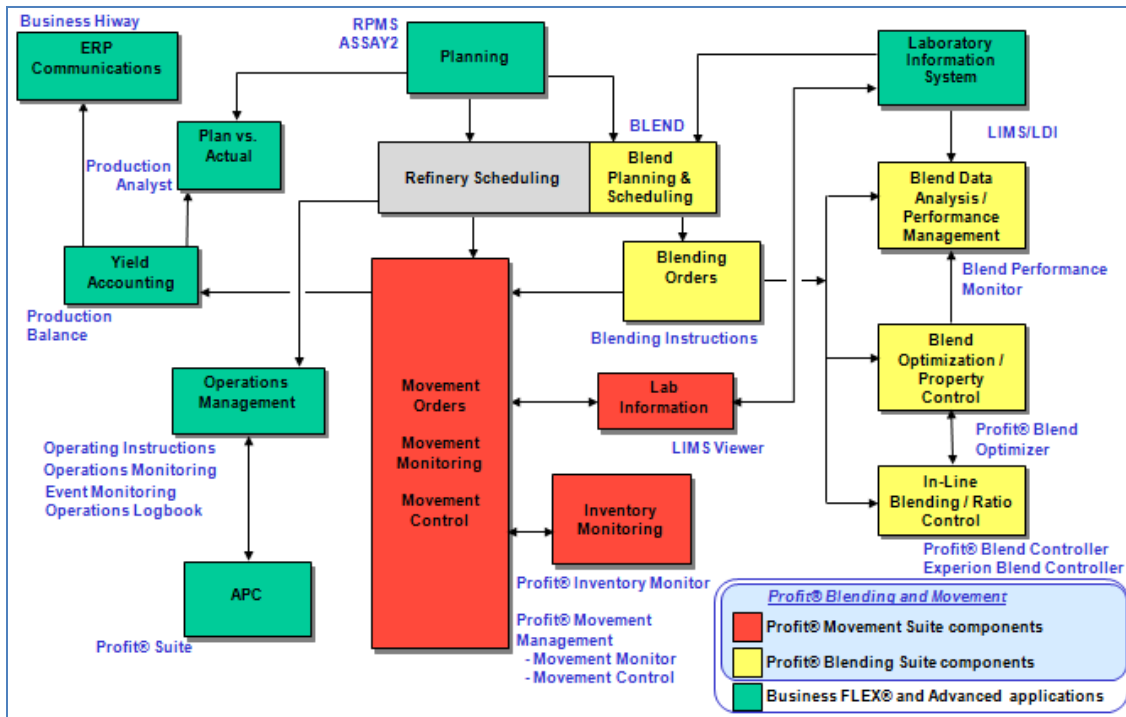 Business Hiway
ERP
Communications
RPMS
ASSAY2
Planning
Laboratory
Information
System
Plan vs.
Actual
BLEND
LIMS/LDI
Production
Analyst
Refinery Scheduling
Blend
Planning &
Scheduling
Blend Data
Analysis /
Performance
Management
Yield
Accounting
Blending
Orders
Blend Performance
Monitor
Production
Balance
Blending Instructions
Blend
Optimization /
Property
Control
Operations
Management
Movement
Orders
Movement
Monitoring
Movement
Control
Lab
Information
LIMS Viewer
Profit® Blend
Optimizer
Operating Instructions
Operations Monitoring
Event Monitoring
Operations Logbook
Inventory
Monitoring
In-Line
Blending / Ratio
Control
Profit® Blend Controller
Experion Blend Controller
APC
Profit® Suite
Profit® Inventory Monitor
Profit® Movement
Management
- Movement Monitor
- Movement Control
Profit® Blending and Movement
Profit® Movement Suite components
Profit® Blending Suite components
Business FLEX® and Advanced applications